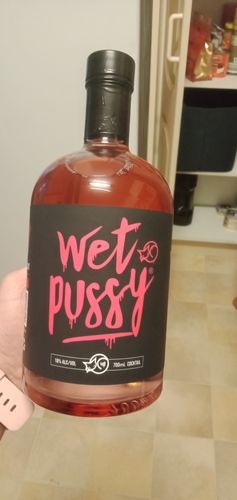 Wet
pussy®
18% ALC/VOL 700mL COCKTAIL